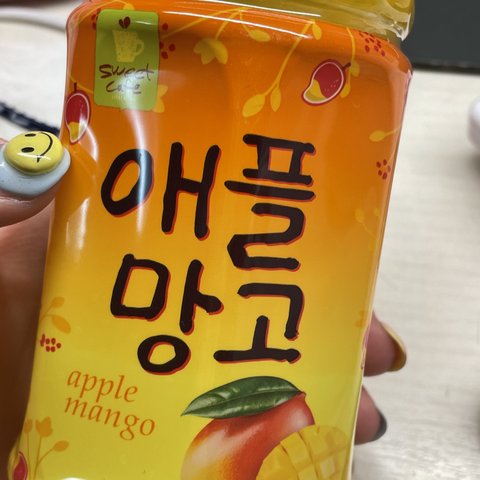 sweet
cafe
애플
망고
apple
mango